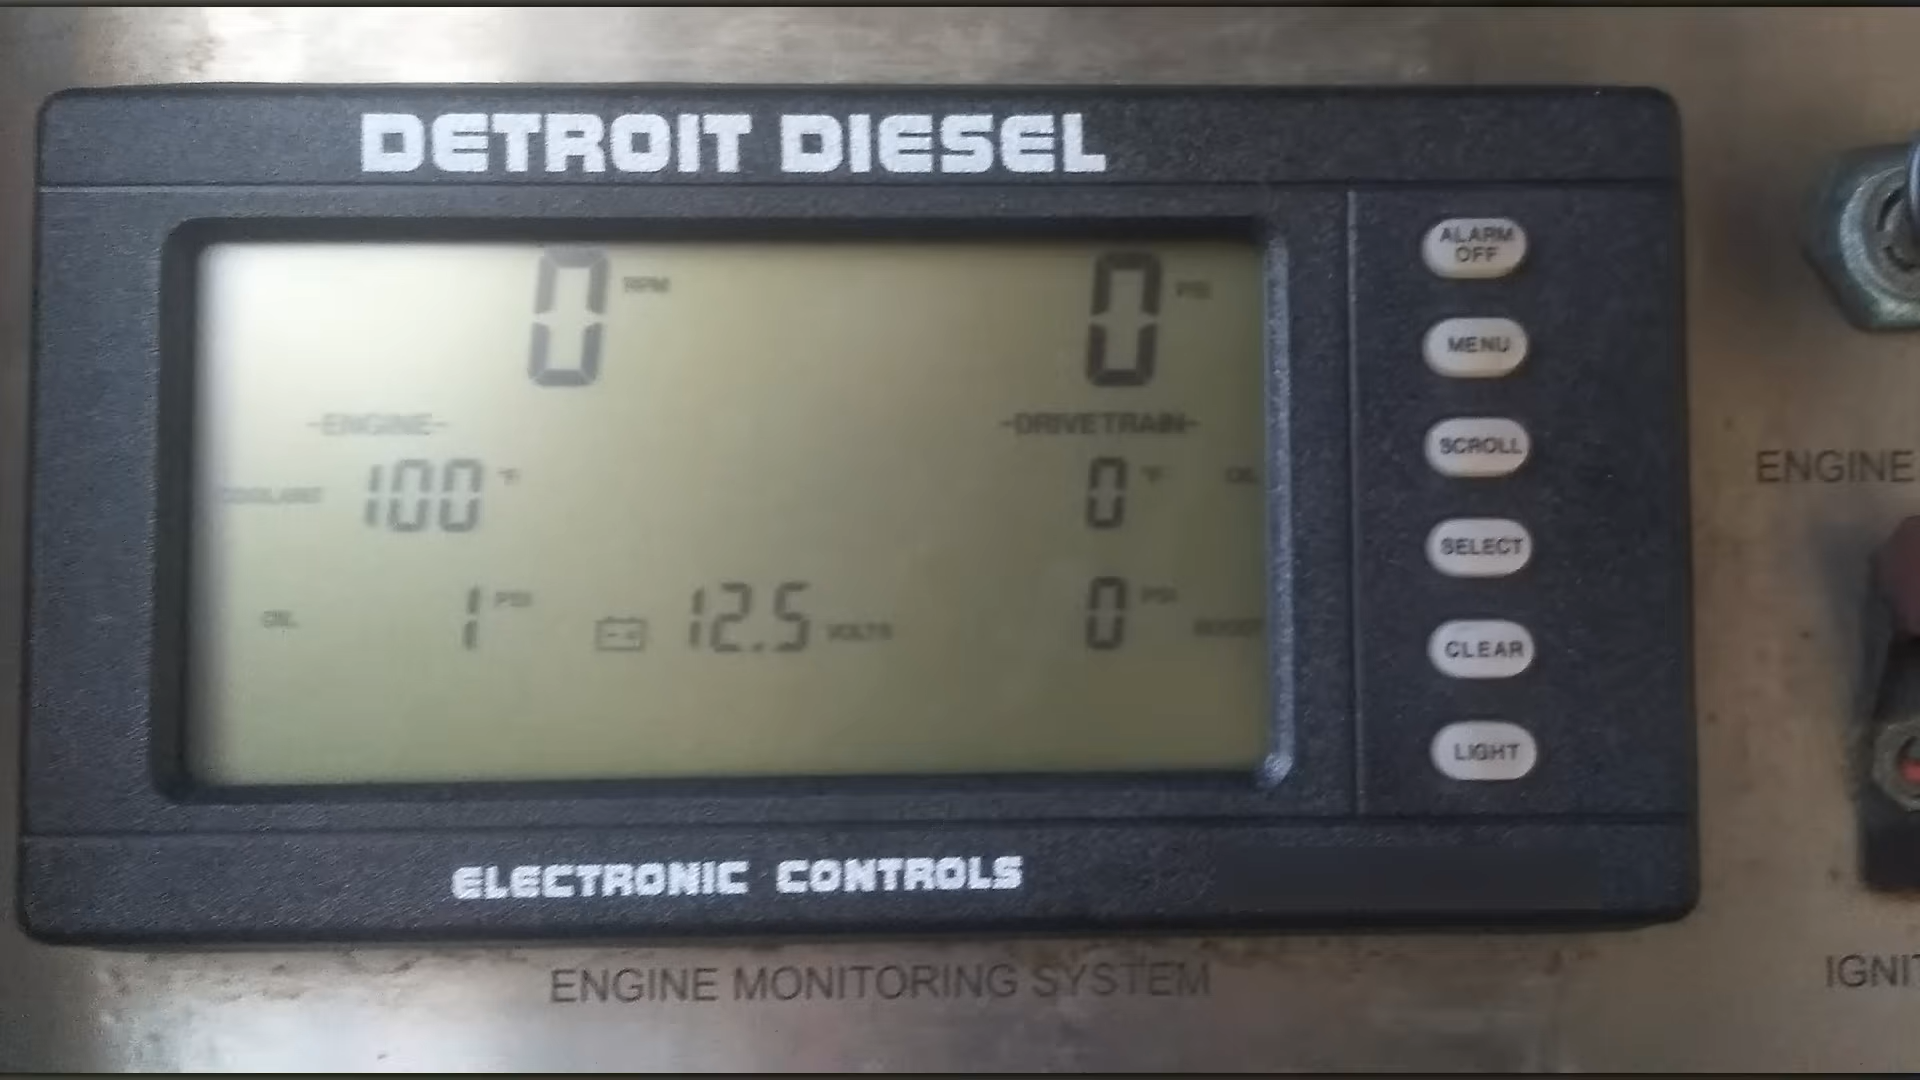 DETROIT DIESEL
0 RPM 0 PSI
-ENGINE- -DRIVETRAIN-
COOLANT 100 °F 0 °F OIL
OIL 1 PSI 12.5 VOLTS 0 PSI BOOST
ALARM
OFF
MENU
SCROLL
SELECT
CLEAR
LIGHT
ELECTRONIC CONTROLS
ENGINE MONITORING SYSTEM
ENGINE
IGNIT